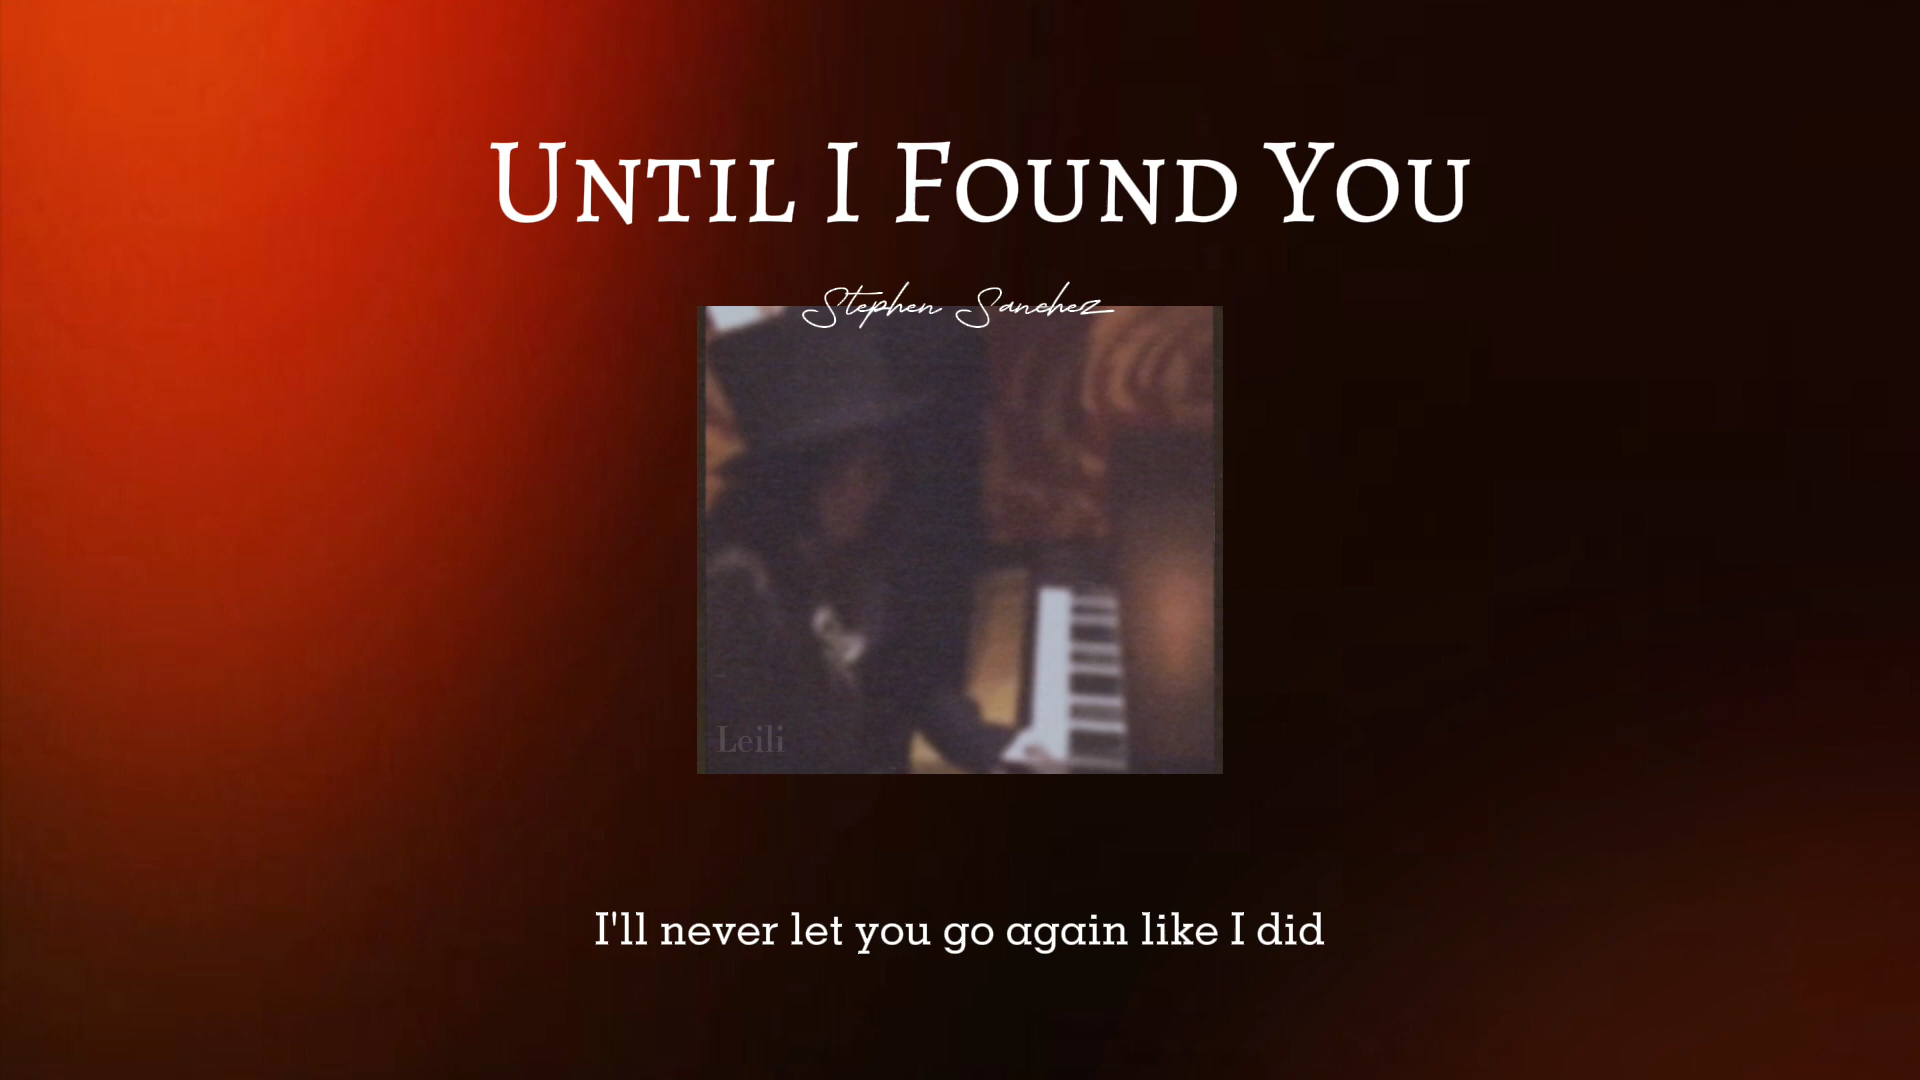 Until I Found You
Stephen Sanchez
Leili
I'll never let you go again like I did